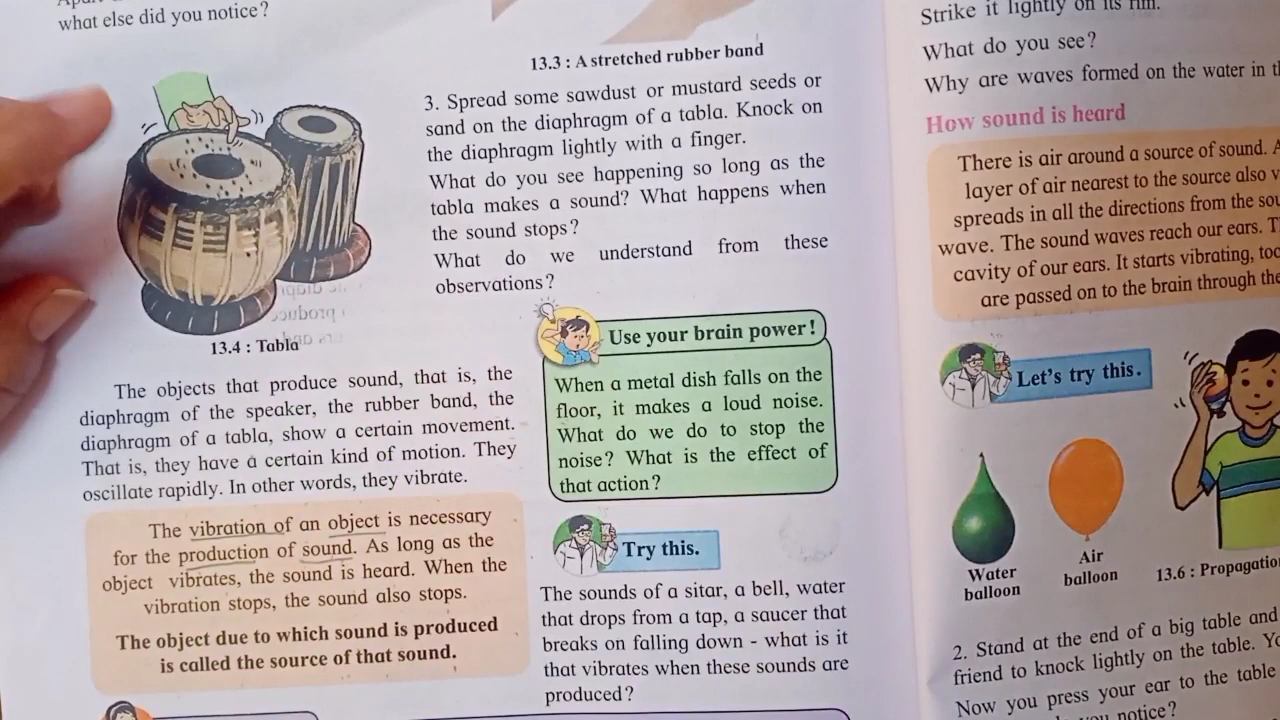 what else did you notice?
13.4 : Tabla
The objects that produce sound, that is, the
diaphragm of the speaker, the rubber band, the
diaphragm of a tabla, show a certain movement.
That is, they have a certain kind of motion. They
oscillate rapidly. In other words, they vibrate.
The vibration of an object is necessary
for the production of sound. As long as the
object vibrates, the sound is heard. When the
vibration stops, the sound also stops.
The object due to which sound is produced
is called the source of that sound.
13.3 : A stretched rubber band
3. Spread some sawdust or mustard seeds or
sand on the diaphragm of a tabla. Knock on
the diaphragm lightly with a finger.
What do you see happening so long as the
tabla makes a sound? What happens when
the sound stops?
What do we understand from these
observations?
Use your brain power!
When a metal dish falls on the
floor, it makes a loud noise.
What do we do to stop the
noise? What is the effect of
that action?
Try this.
The sounds of a sitar, a bell, water
that drops from a tap, a saucer that
breaks on falling down - what is it
that vibrates when these sounds are
produced?
Strike it lightly on its rim.
What do you see?
Why are waves formed on the water in
How sound is heard
There is air around a source of sound.
layer of air nearest to the source also
spreads in all the directions from the
wave. The sound waves reach our ears.
cavity of our ears. It starts vibrating,
are passed on to the brain through
Let's try this.
Water
balloon
Air
balloon
13.6 :
2. Stand at the end of a big table and
friend to knock lightly on the table.
Now you press your ear to the table
notice?